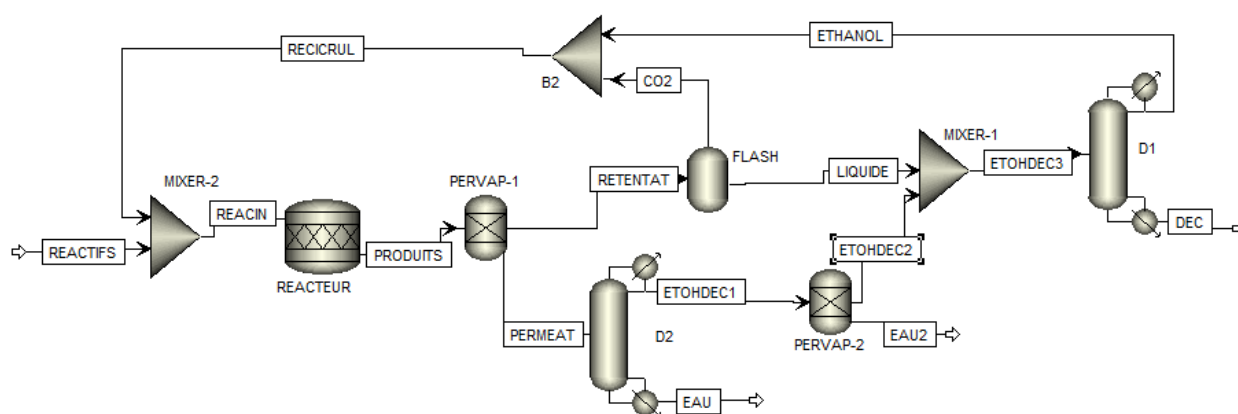 RECICRUL
B2
ETHANOL
CO2
MIXER-1
D1
FLASH
ETOHDEC3
MIXER-2
PERVAP-1
RETENTAT
LIQUIDE
REACIN
DEC
REACTIFS
PRODUITS
ETOHDEC2
REACTEUR
ETOHDEC1
PERMEAT
D2
EAU2
PERVAP-2
EAU